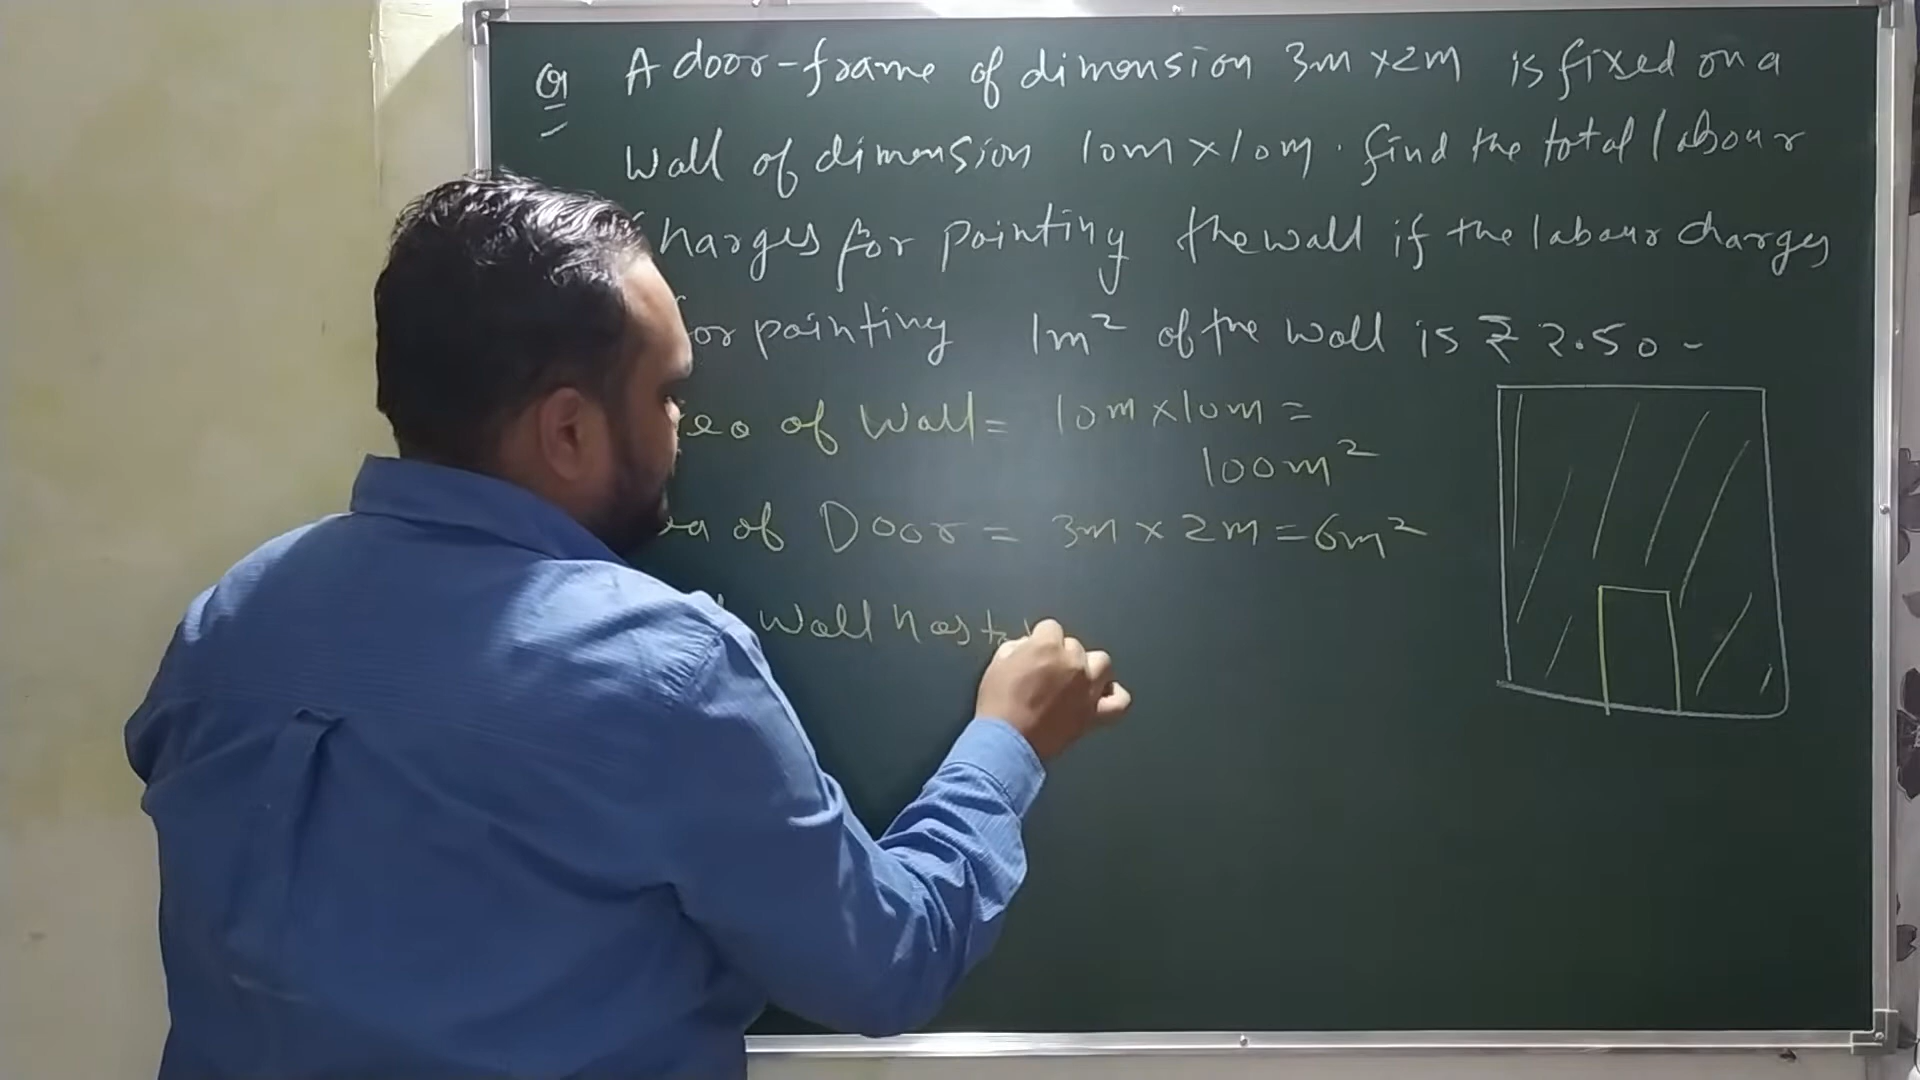 Q A door-frame of dimension 3m x 2m is fixed on a
wall of dimension 10m x 10m. find the total labour
harges for painting the wall if the labour charges
or painting 1m² of the wall is ₹ 2.50 -
ea of Wall = 10m x 10m =
100m²
ea of Door = 3m x 2m = 6m²
Wall has to